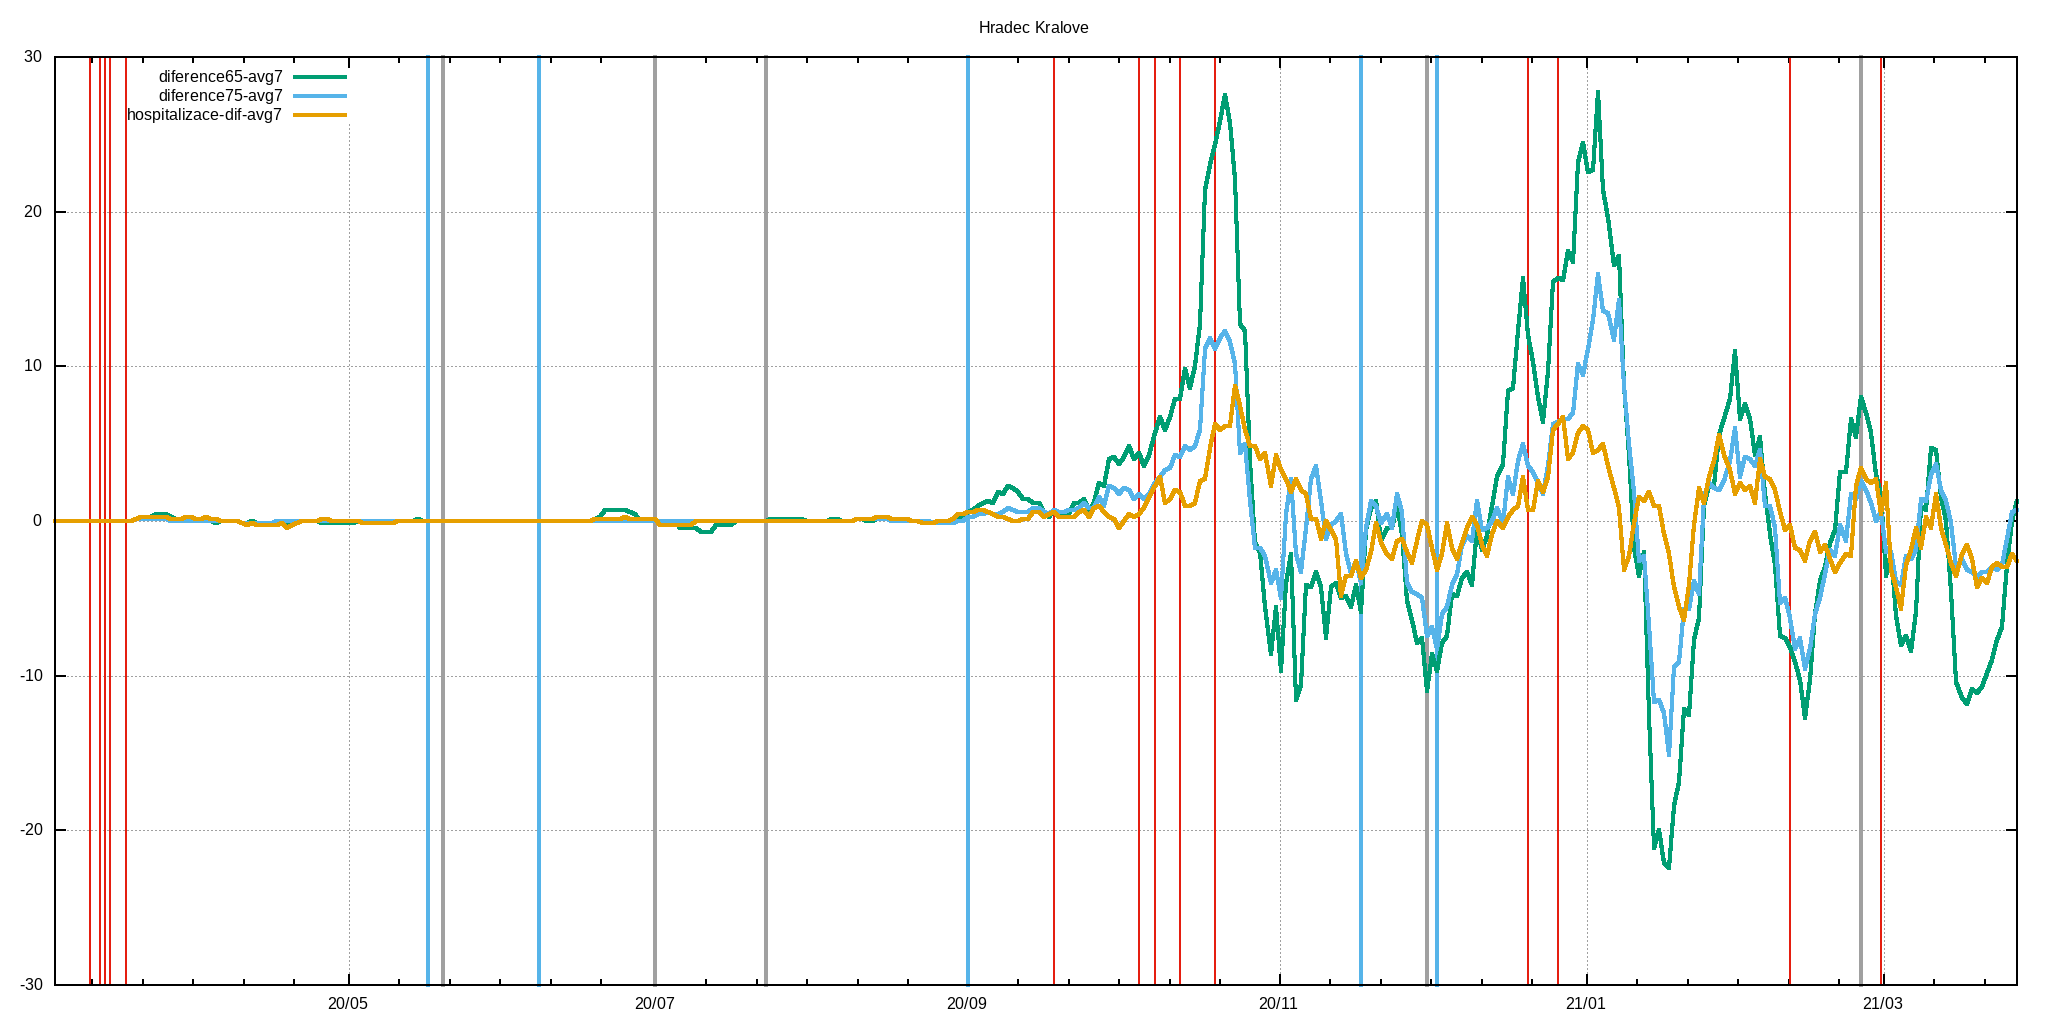 Hradec Kralove
diference65-avg7
diference75-avg7
hospitalizace-dif-avg7
30
20
10
0
-10
-20
-30
20/05 20/07 20/09 20/11 21/01 21/03